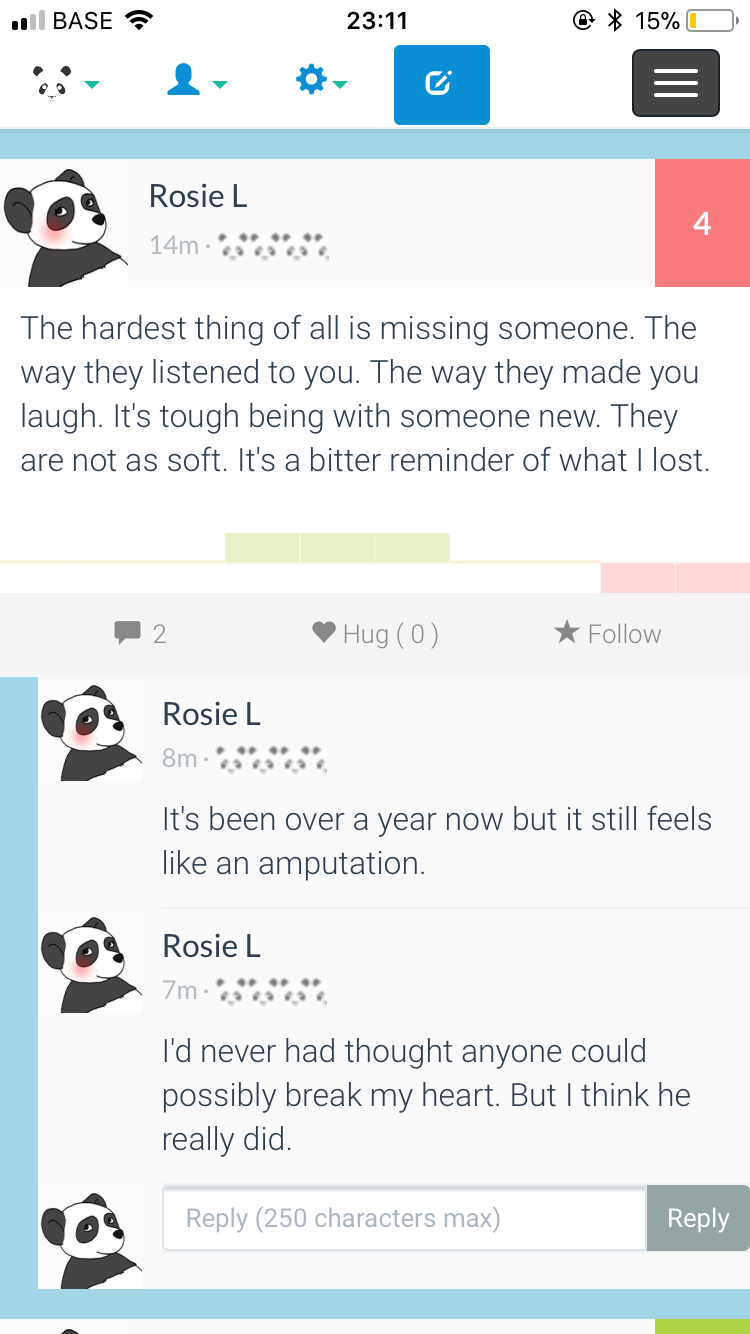 BASE 23:11 15%
Rosie L
14m ·
4
The hardest thing of all is missing someone. The
way they listened to you. The way they made you
laugh. It's tough being with someone new. They
are not as soft. It's a bitter reminder of what I lost.
2 Hug ( 0 ) Follow
Rosie L
8m ·
It's been over a year now but it still feels
like an amputation.
Rosie L
7m ·
I'd never had thought anyone could
possibly break my heart. But I think he
really did.
Reply (250 characters max) Reply